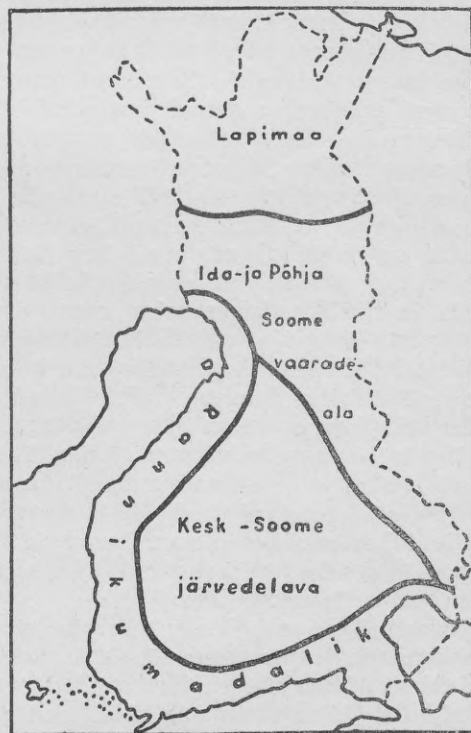 Lapimaa
Ida-ja Põhja
Soome
vaarade-
ala
Rannikumadalik
Kesk-Soome
järvedelava